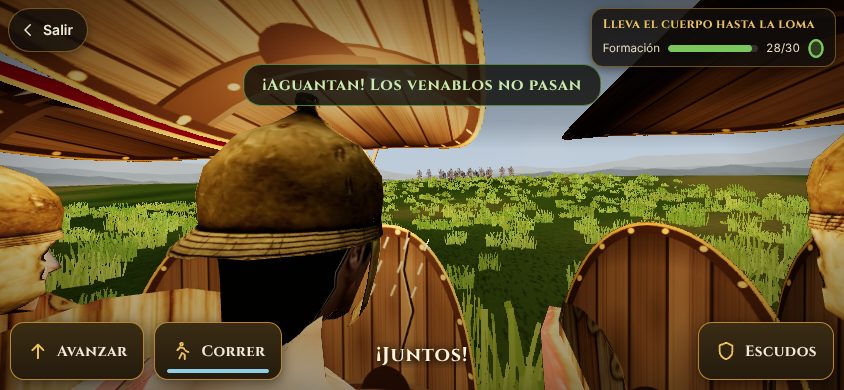 Salir
Lleva el cuerpo hasta la loma
Formación 28/30
¡Aguantan! Los venablos no pasan
Avanzar
Correr
¡Juntos!
Escudos